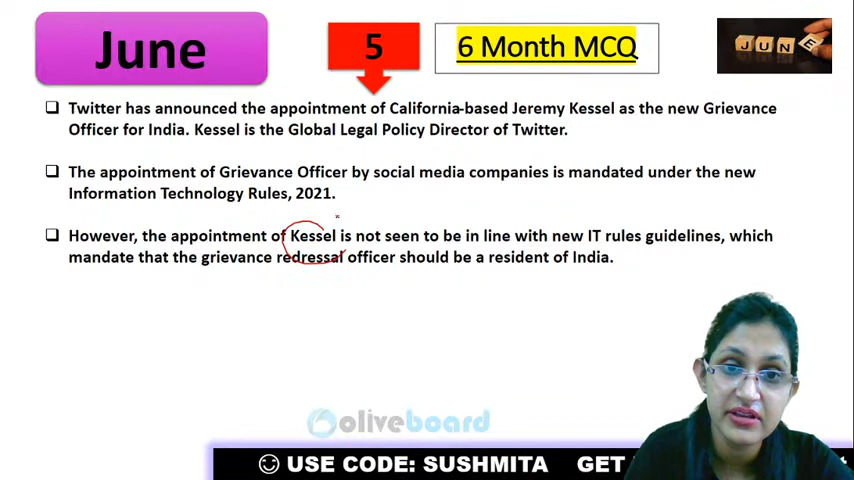 June
5
6 Month MCQ
JUNE
Twitter has announced the appointment of California-based Jeremy Kessel as the new Grievance
Officer for India. Kessel is the Global Legal Policy Director of Twitter.
The appointment of Grievance Officer by social media companies is mandated under the new
Information Technology Rules, 2021.
However, the appointment of Kessel is not seen to be in line with new IT rules guidelines, which
mandate that the grievance redressal officer should be a resident of India.
oliveboard
USE CODE: SUSHMITA GET